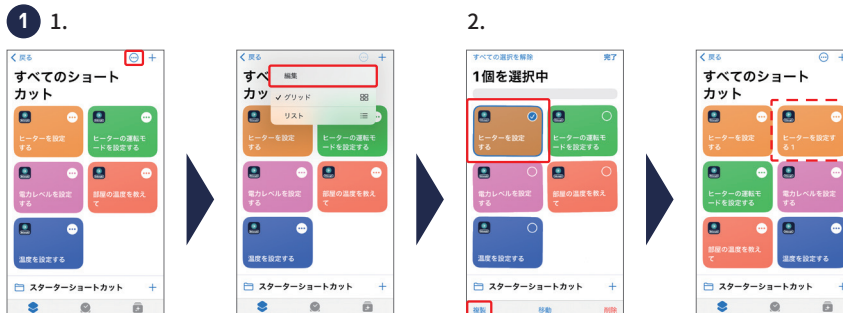 1 1.
戻る
すべてのショート
カット
ヒーターを設定
する
ヒーターの運転モ
ードを設定する
電力レベルを設定
する
部屋の温度を教え
て
温度を設定する
スターターショートカット
戻る
すべ
カッ
編集
グリッド
リスト
ヒーターを設定
する
ヒーターの運転モ
ードを設定する
電力レベルを設定
する
部屋の温度を教え
て
温度を設定する
スターターショートカット
2.
すべての選択を解除 完了
1個を選択中
ヒーターを設定
する
ヒーターの運転モ
ードを設定する
電力レベルを設定
する
部屋の温度を教え
て
温度を設定する
スターターショートカット
複製 移動 削除
戻る
すべてのショート
カット
ヒーターを設定
する
ヒーターを設定す
る 1
ヒーターの運転モ
ードを設定する
電力レベルを設定
する
部屋の温度を教え
て
温度を設定する
スターターショートカット